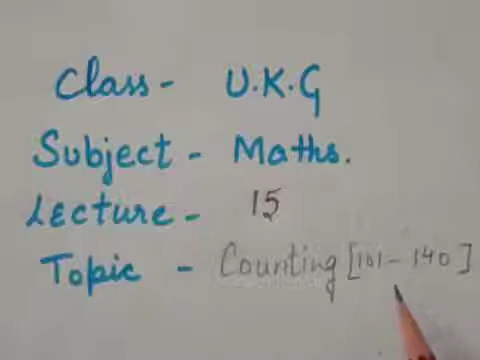 Class - U.K.G
Subject - Maths.
Lecture - 15
Topic - Counting [101 - 140]